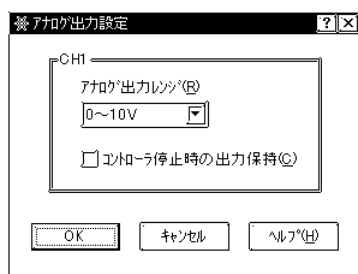 アナログ出力設定
CH1
アナログ出力レンジ(R)
0～10V
コントローラ停止時の出力保持(C)
OK
キャンセル
ヘルプ(H)